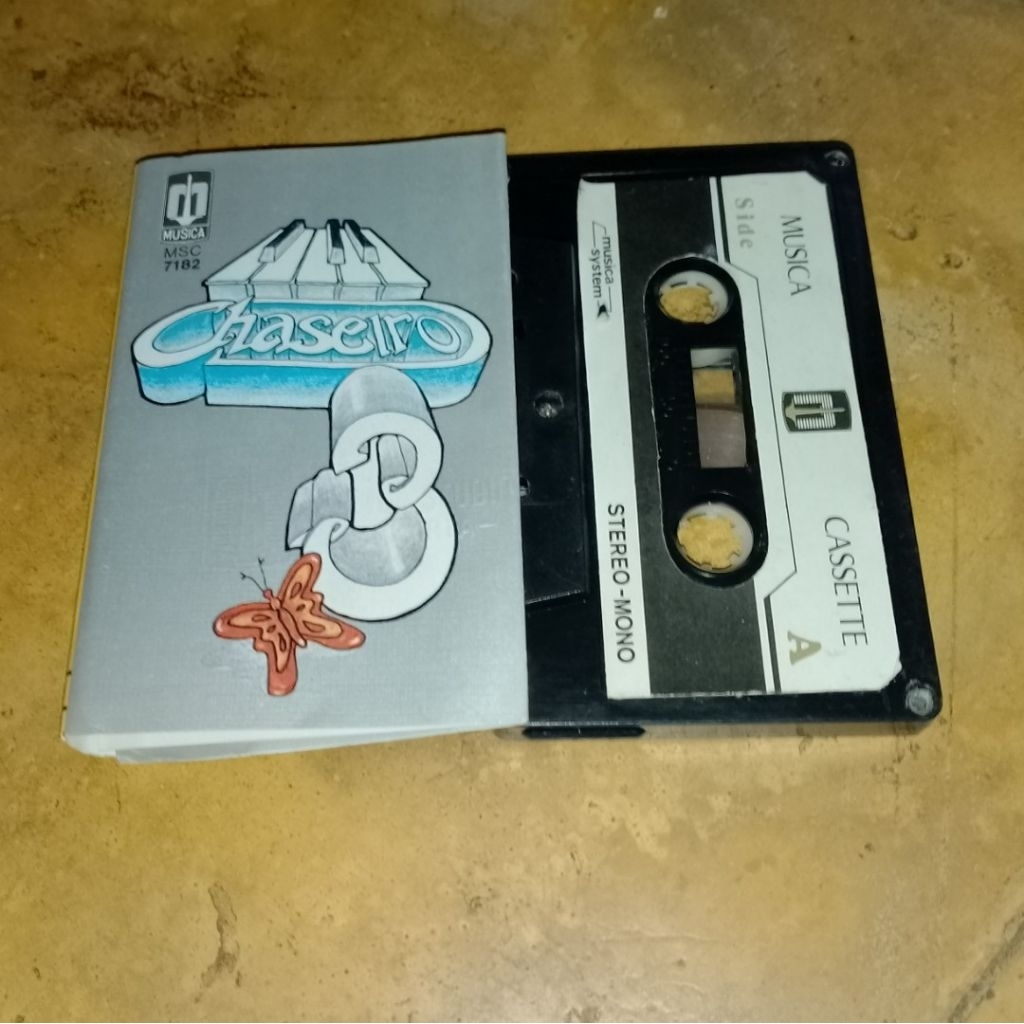 MUSICA
MSC
7182
Chaseiro
3
musica
system
STEREO-MONO
Side
A
MUSICA
CASSETTE